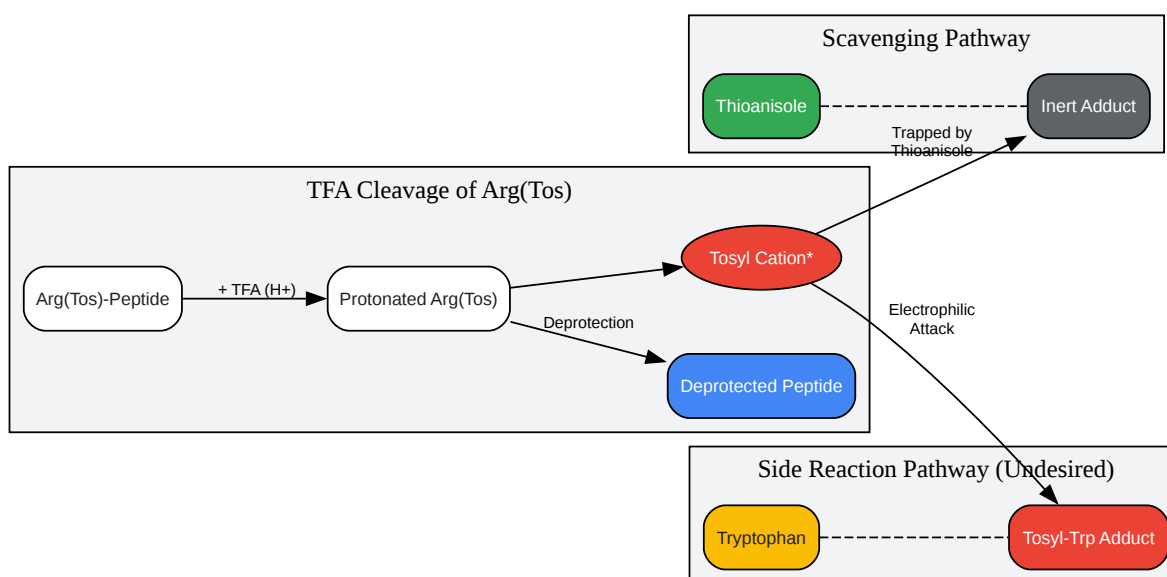 Scavenging Pathway
Thioanisole
Inert Adduct
Trapped by
Thioanisole
TFA Cleavage of Arg(Tos)
Arg(Tos)-Peptide
+ TFA (H+)
Protonated Arg(Tos)
Tosyl Cation*
Deprotection
Deprotected Peptide
Electrophilic
Attack
Side Reaction Pathway (Undesired)
Tryptophan
Tosyl-Trp Adduct